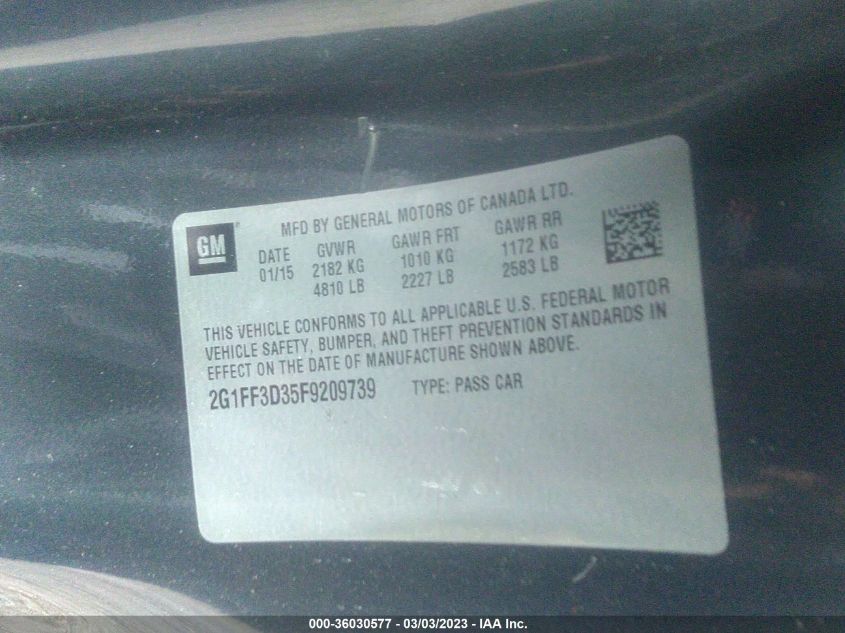 GM
MFD BY GENERAL MOTORS OF CANADA LTD.
DATE GVWR GAWR FRT GAWR RR
01/15 2182 KG 1010 KG 1172 KG
4810 LB 2227 LB 2583 LB
THIS VEHICLE CONFORMS TO ALL APPLICABLE U.S. FEDERAL MOTOR
VEHICLE SAFETY, BUMPER, AND THEFT PREVENTION STANDARDS IN
EFFECT ON THE DATE OF MANUFACTURE SHOWN ABOVE.
2G1FF3D35F9209739 TYPE: PASS CAR
000-36030577 - 03/03/2023 - IAA Inc.